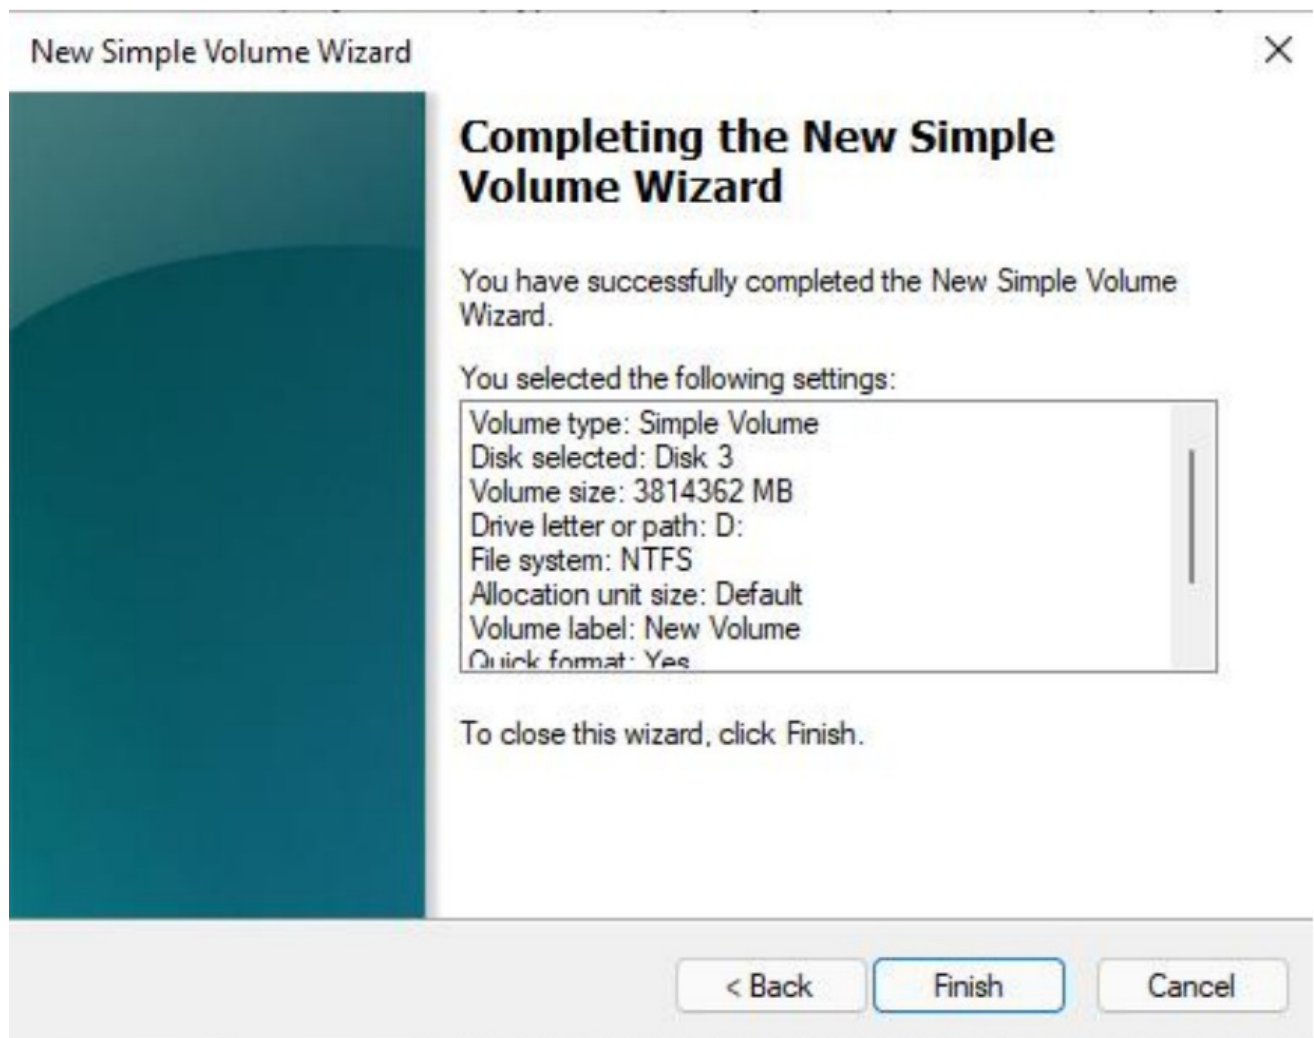 New Simple Volume Wizard
Completing the New Simple
Volume Wizard
You have successfully completed the New Simple Volume
Wizard.
You selected the following settings:
Volume type: Simple Volume
Disk selected: Disk 3
Volume size: 3814362 MB
Drive letter or path: D:
File system: NTFS
Allocation unit size: Default
Volume label: New Volume
Quick format: Yes
To close this wizard, click Finish.
< Back
Finish
Cancel